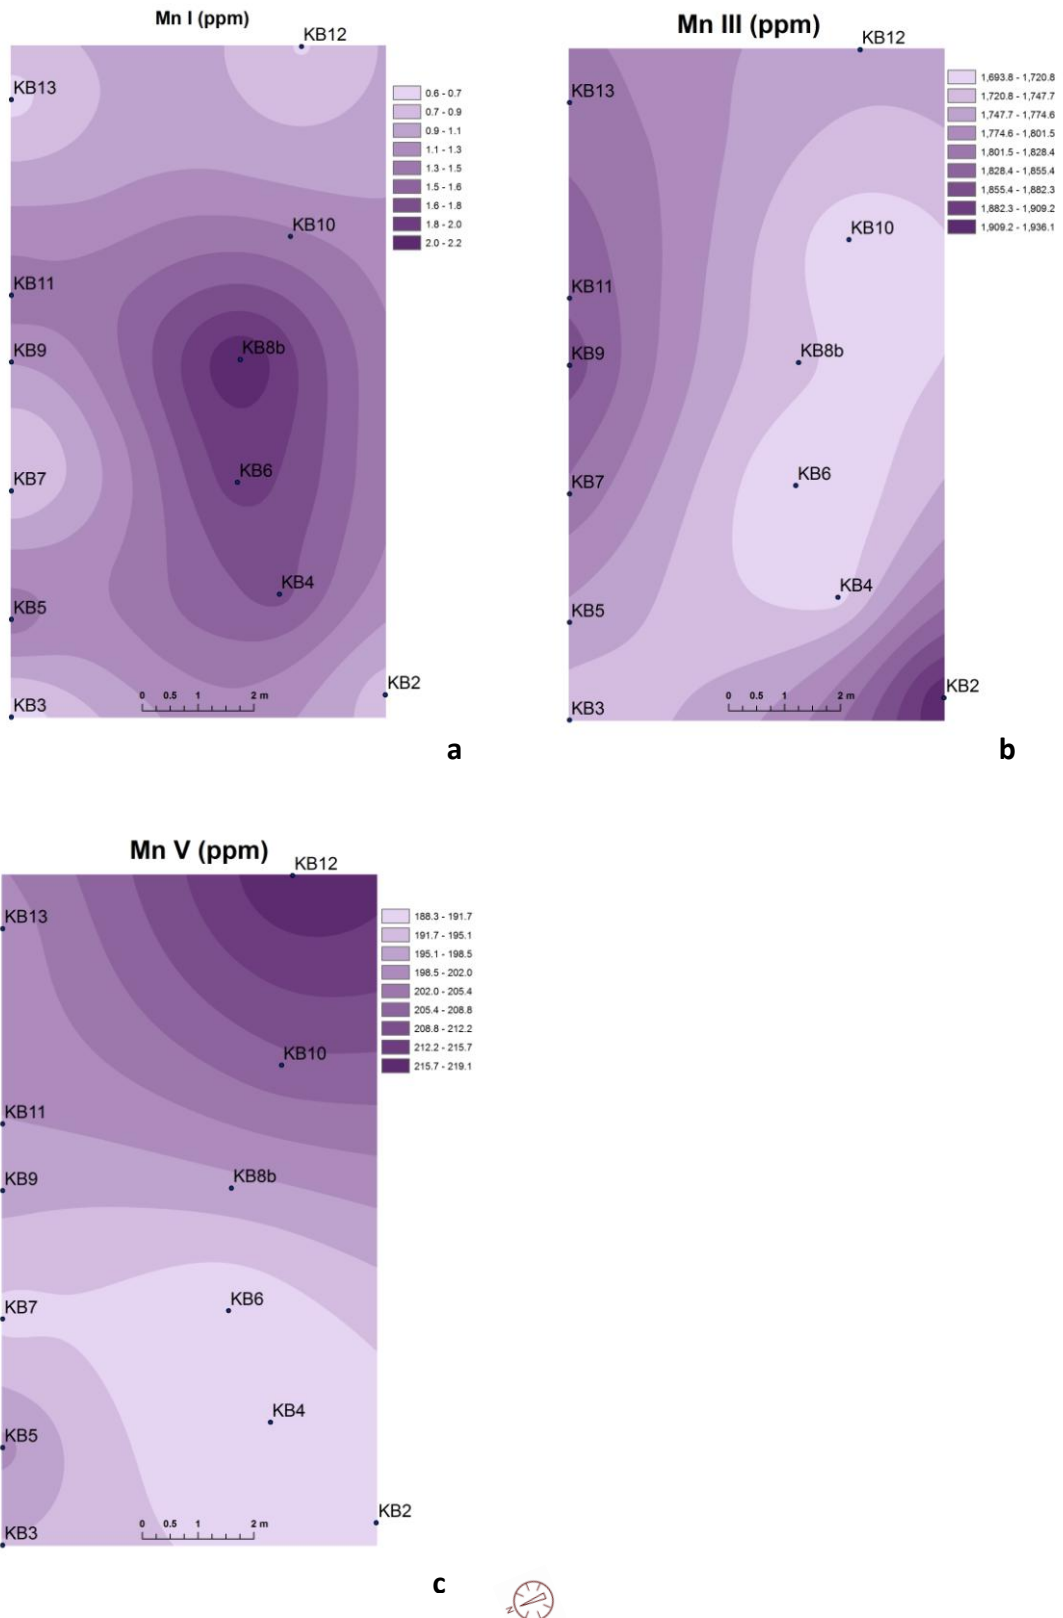 Mn I (ppm)
KB12
KB13
0.6 - 0.7
0.7 - 0.9
0.9 - 1.1
1.1 - 1.3
1.3 - 1.5
1.5 - 1.6
1.6 - 1.8
1.8 - 2.0
2.0 - 2.2
KB10
KB11
KB9
KB8b
KB7
KB6
KB5
KB4
KB3
KB2
0 0.5 1 2 m
a
Mn III (ppm)
KB12
KB13
1,693.8 - 1,720.8
1,720.8 - 1,747.7
1,747.7 - 1,774.6
1,774.6 - 1,801.5
1,801.5 - 1,828.4
1,828.4 - 1,855.4
1,855.4 - 1,882.3
1,882.3 - 1,909.2
1,909.2 - 1,936.1
KB10
KB11
KB9
KB8b
KB7
KB6
KB5
KB4
KB3
KB2
0 0.5 1 2 m
b
Mn V (ppm)
KB12
KB13
188.3 - 191.7
191.7 - 195.1
195.1 - 198.5
198.5 - 202.0
202.0 - 205.4
205.4 - 208.8
208.8 - 212.2
212.2 - 215.7
215.7 - 219.1
KB10
KB11
KB9
KB8b
KB7
KB6
KB5
KB4
KB3
KB2
0 0.5 1 2 m
c
N